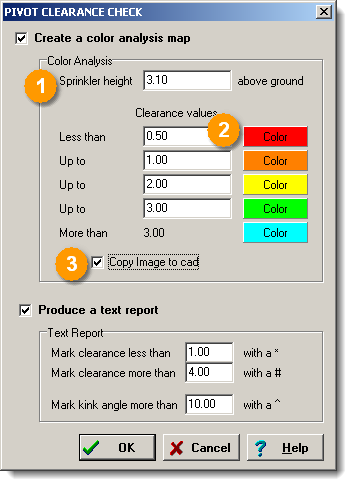 PIVOT CLEARANCE CHECK
Create a color analysis map
Color Analysis
1 Sprinkler height 3.10 above ground
Clearance values
Less than 0.50 2 Color
Up to 1.00 Color
Up to 2.00 Color
Up to 3.00 Color
More than 3.00 Color
3 Copy Image to cad
Produce a text report
Text Report
Mark clearance less than 1.00 with a *
Mark clearance more than 4.00 with a #
Mark kink angle more than 10.00 with a ^
OK Cancel ? Help